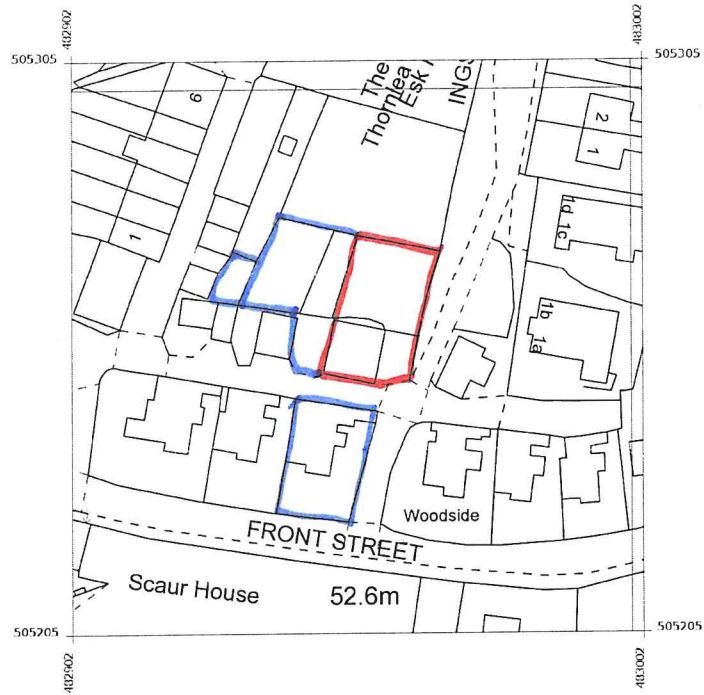 482902
483002
505305
505305
The
Thornlea
Esk
INGS
9
2
1
1
1d 1c
1b
1a
Woodside
FRONT STREET
Scaur House
52.6m
505205
505205
482902
483002